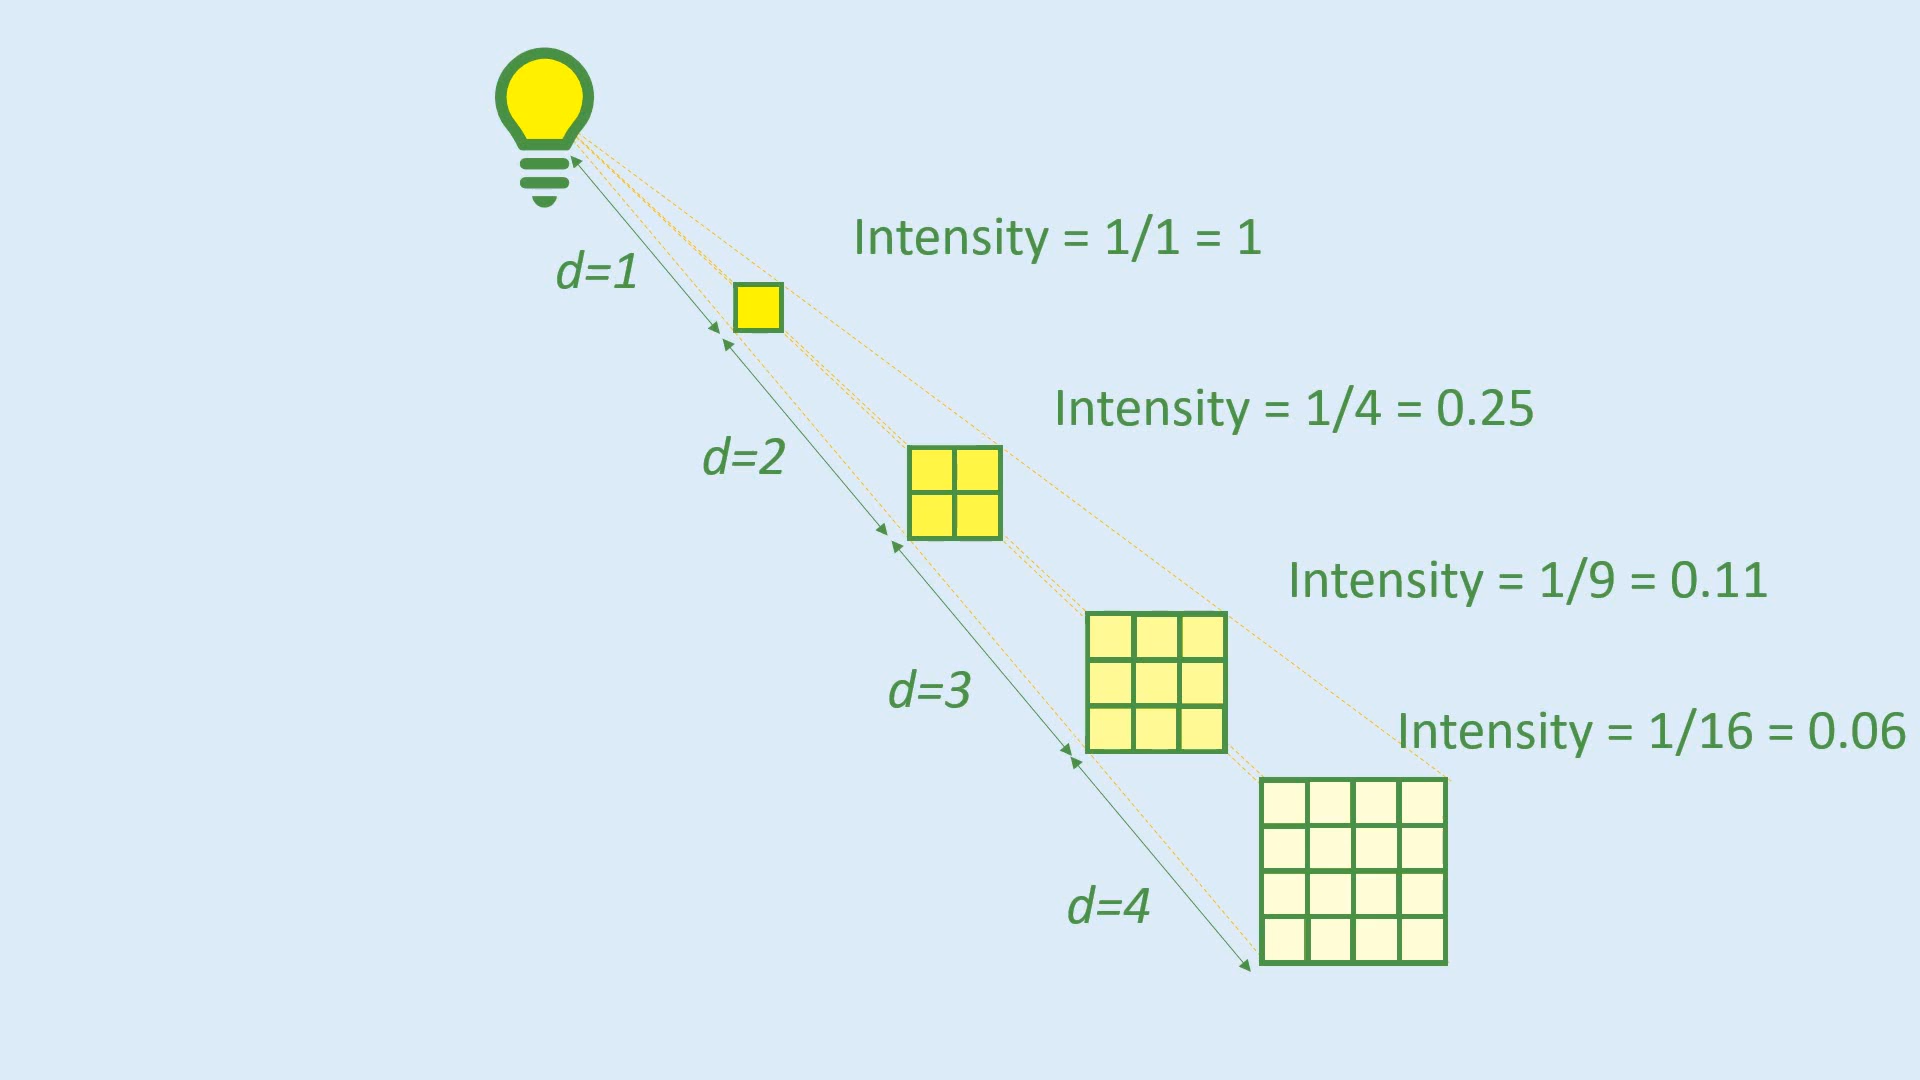 Intensity = 1/1 = 1
d=1
Intensity = 1/4 = 0.25
d=2
Intensity = 1/9 = 0.11
d=3
Intensity = 1/16 = 0.06
d=4